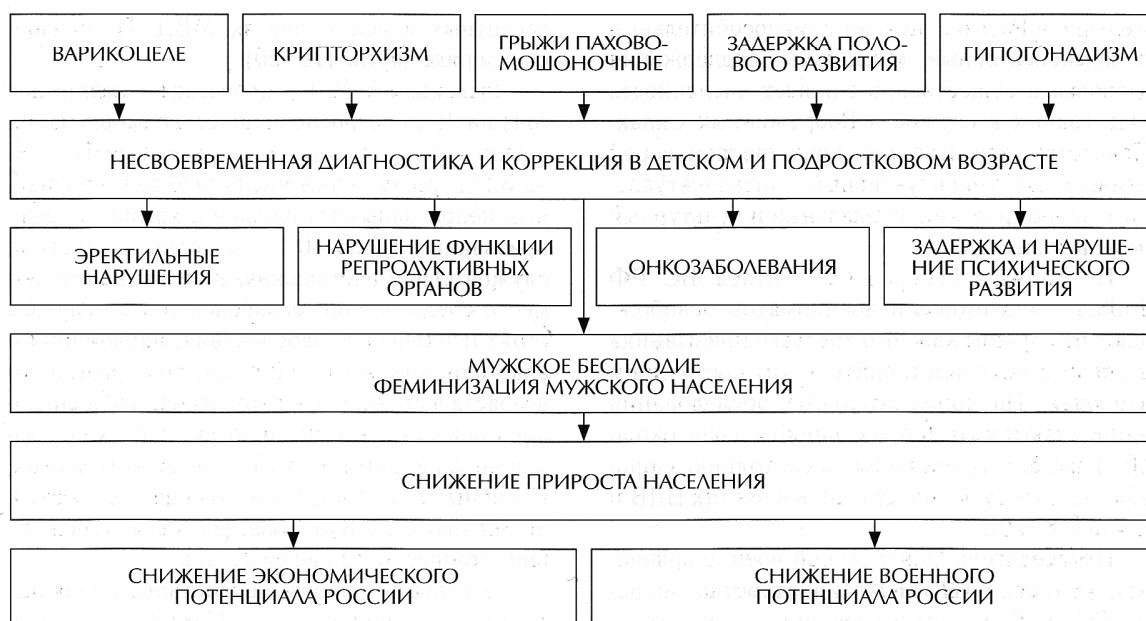 ВАРИКОЦЕЛЕ
КРИПТОРХИЗМ
ГРЫЖИ ПАХОВО-
МОШОНОЧНЫЕ
ЗАДЕРЖКА ПОЛО-
ВОГО РАЗВИТИЯ
ГИПОГОНАДИЗМ
НЕСВОЕВРЕМЕННАЯ ДИАГНОСТИКА И КОРРЕКЦИЯ В ДЕТСКОМ И ПОДРОСТКОВОМ ВОЗРАСТЕ
ЭРЕКТИЛЬНЫЕ
НАРУШЕНИЯ
НАРУШЕНИЕ ФУНКЦИИ
РЕПРОДУКТИВНЫХ
ОРГАНОВ
ОНКОЗАБОЛЕВАНИЯ
ЗАДЕРЖКА И НАРУШЕ-
НИЕ ПСИХИЧЕСКОГО
РАЗВИТИЯ
МУЖСКОЕ БЕСПЛОДИЕ
ФЕМИНИЗАЦИЯ МУЖСКОГО НАСЕЛЕНИЯ
СНИЖЕНИЕ ПРИРОСТА НАСЕЛЕНИЯ
СНИЖЕНИЕ ЭКОНОМИЧЕСКОГО
ПОТЕНЦИАЛА РОССИИ
СНИЖЕНИЕ ВОЕННОГО
ПОТЕНЦИАЛА РОССИИ